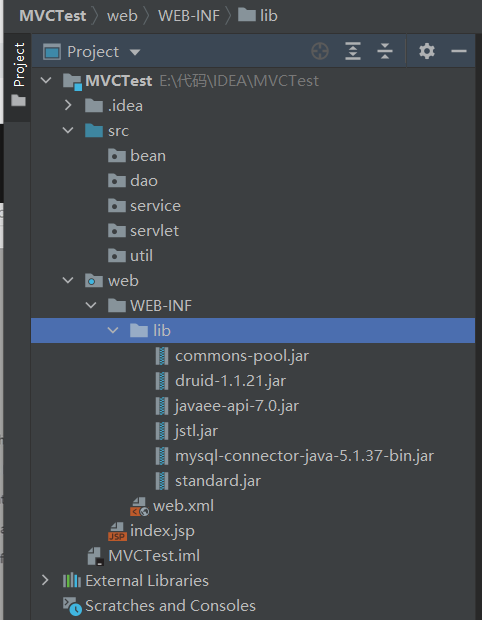 MVCTest web WEB-INF lib
Project
Project
MVCTest E:\代码\IDEA\MVCTest
.idea
src
bean
dao
service
servlet
util
web
WEB-INF
lib
commons-pool.jar
druid-1.1.21.jar
javaee-api-7.0.jar
jstl.jar
mysql-connector-java-5.1.37-bin.jar
standard.jar
web.xml
JSP
index.jsp
MVCTest.iml
External Libraries
Scratches and Consoles